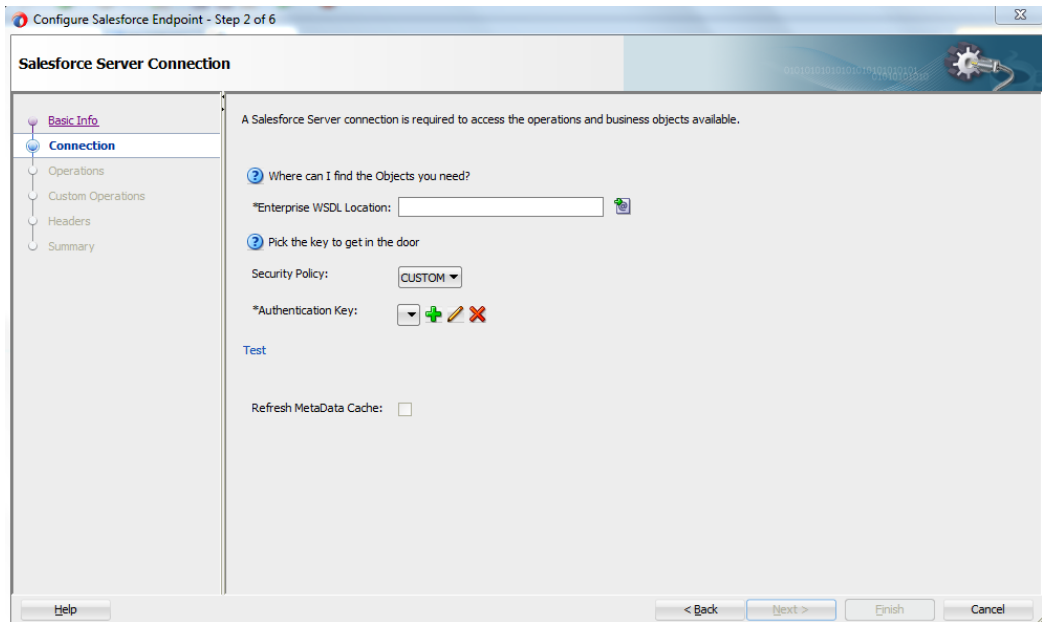 Configure Salesforce Endpoint - Step 2 of 6
Salesforce Server Connection
Basic Info
Connection
Operations
Custom Operations
Headers
Summary
A Salesforce Server connection is required to access the operations and business objects available.
Where can I find the Objects you need?
*Enterprise WSDL Location:
Pick the key to get in the door
Security Policy:
CUSTOM
*Authentication Key:
Test
Refresh MetaData Cache:
Help
< Back
Next >
Finish
Cancel